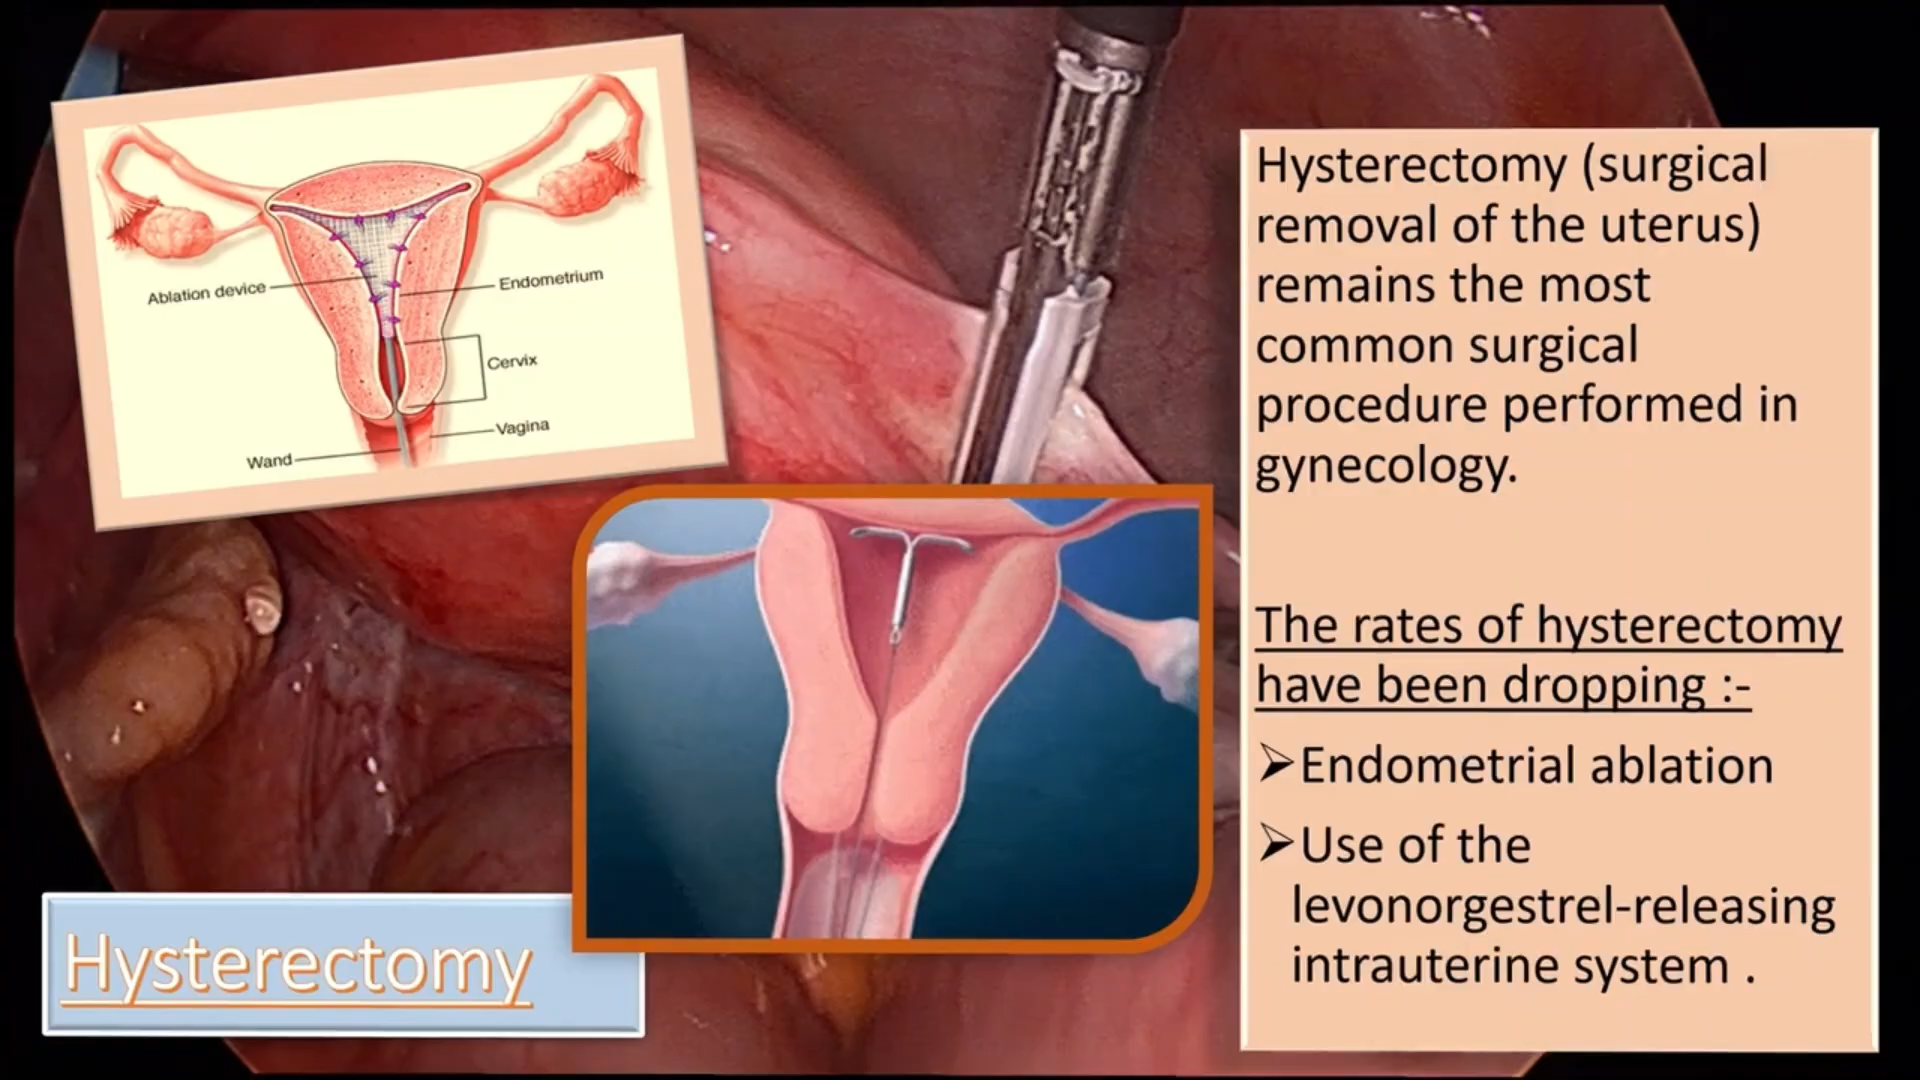 Ablation device
Endometrium
Cervix
Vagina
Wand
Hysterectomy
Hysterectomy (surgical
removal of the uterus)
remains the most
common surgical
procedure performed in
gynecology.
The rates of hysterectomy
have been dropping :-
➢Endometrial ablation
➢Use of the
levonorgestrel-releasing
intrauterine system .